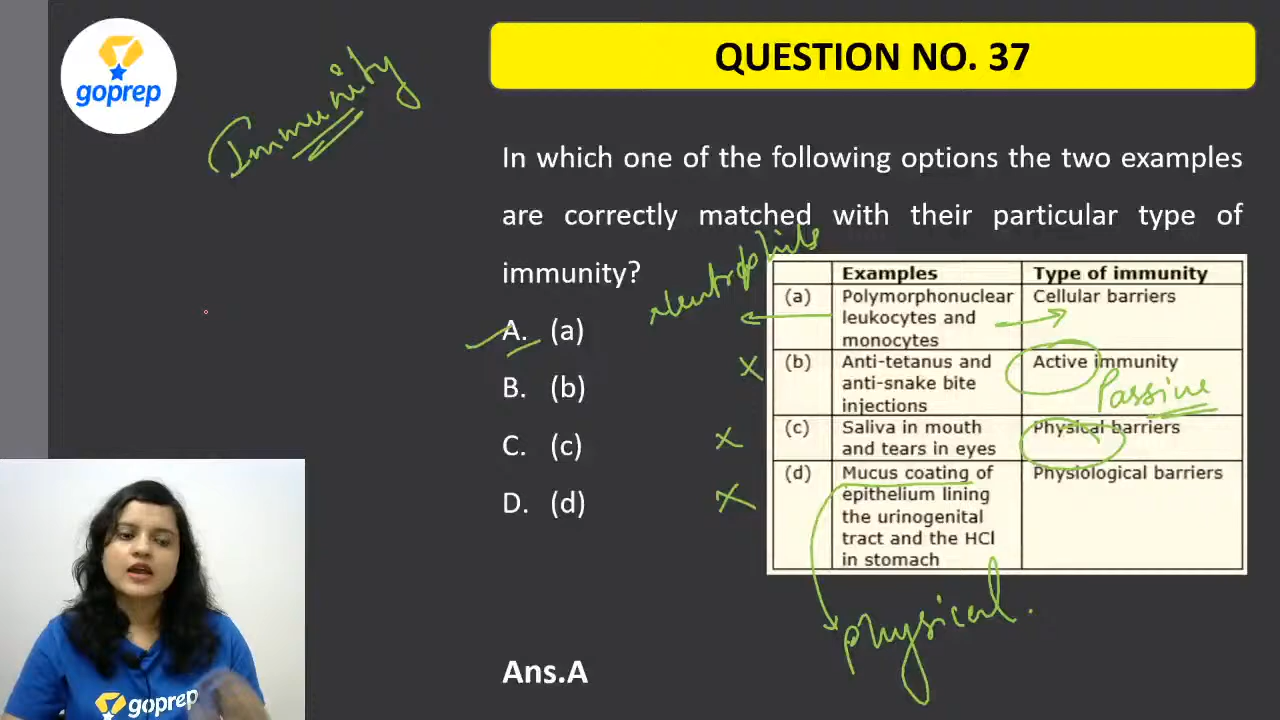 goprep
Immunity
QUESTION NO. 37
In which one of the following options the two examples
are correctly matched with their particular type of
immunity?
Neutrophils
A. (a)
B. (b)
C. (c)
D. (d)
Examples Type of immunity
(a) Polymorphonuclear Cellular barriers
leukocytes and
monocytes
(b) Anti-tetanus and Active immunity
anti-snake bite
injections
Passive
(c) Saliva in mouth Physical barriers
and tears in eyes
(d) Mucus coating of Physiological barriers
epithelium lining
the urinogenital
tract and the HCl
in stomach
physical.
Ans.A
goprep